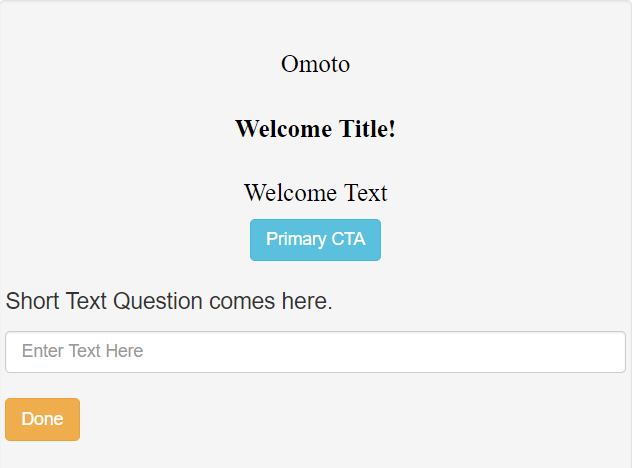 Omoto
Welcome Title!
Welcome Text
Primary CTA
Short Text Question comes here.
Enter Text Here
Done